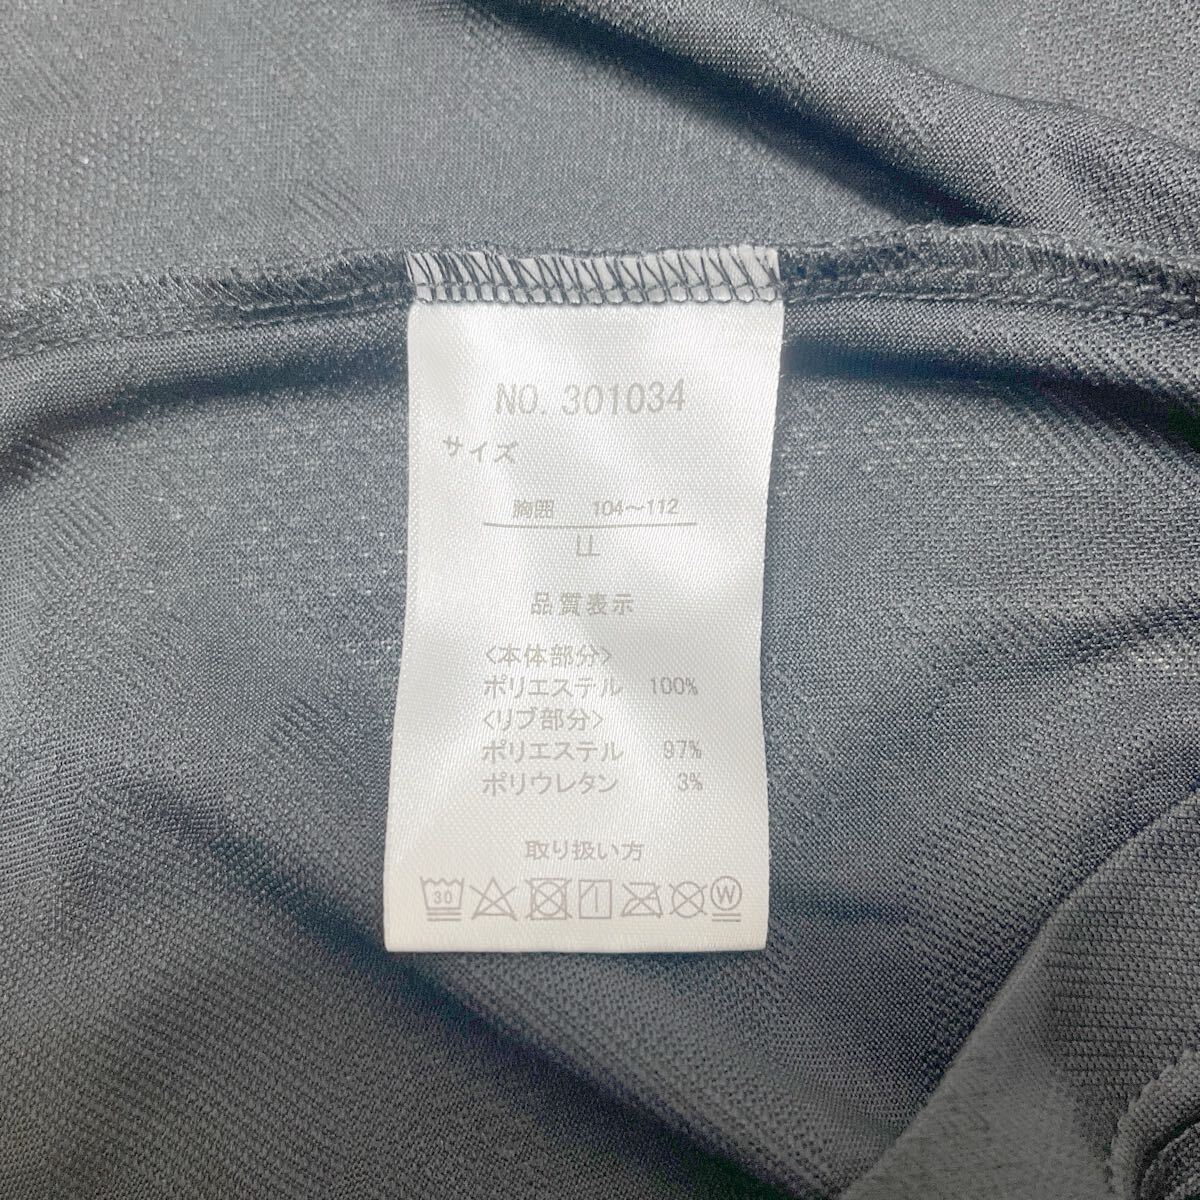 NO. 301034
サイズ
胸囲 104～112
LL
品質表示
〈本体部分〉
ポリエステル 100%
〈リブ部分〉
ポリエステル 97%
ポリウレタン 3%
取り扱い方
30 W